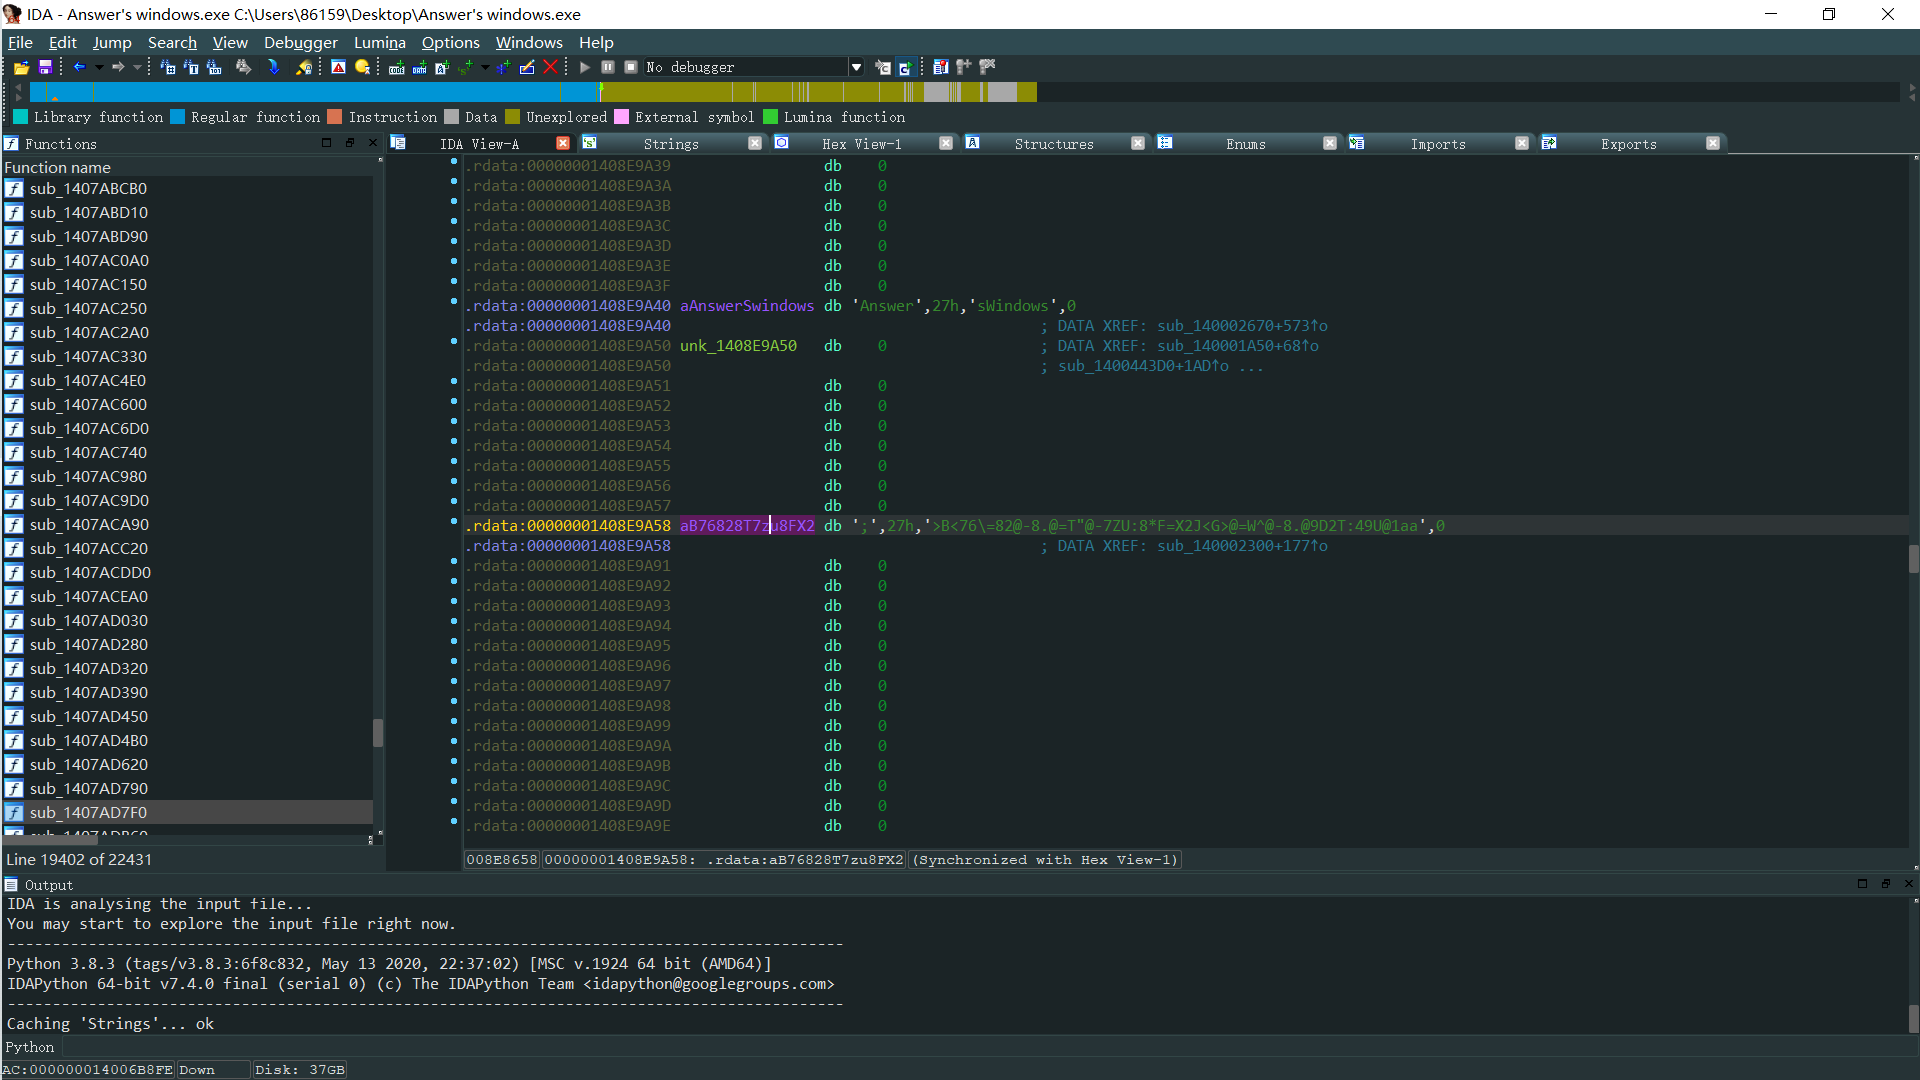 IDA - Answer's windows.exe C:\Users\86159\Desktop\Answer's windows.exe
File Edit Jump Search View Debugger Lumina Options Windows Help
No debugger
Library function Regular function Instruction Data Unexplored External symbol Lumina function
Functions
IDA View-A Strings Hex View-1 Structures Enums Imports Exports
Function name
sub_1407ABCB0
sub_1407ABD10
sub_1407ABD90
sub_1407AC0A0
sub_1407AC150
sub_1407AC250
sub_1407AC2A0
sub_1407AC330
sub_1407AC4E0
sub_1407AC600
sub_1407AC6D0
sub_1407AC740
sub_1407AC980
sub_1407AC9D0
sub_1407ACA90
sub_1407ACC20
sub_1407ACDD0
sub_1407ACEA0
sub_1407AD030
sub_1407AD280
sub_1407AD320
sub_1407AD390
sub_1407AD450
sub_1407AD4B0
sub_1407AD620
sub_1407AD790
sub_1407AD7F0
Line 19402 of 22431
.rdata:00000001408E9A39 db 0
.rdata:00000001408E9A3A db 0
.rdata:00000001408E9A3B db 0
.rdata:00000001408E9A3C db 0
.rdata:00000001408E9A3D db 0
.rdata:00000001408E9A3E db 0
.rdata:00000001408E9A3F db 0
.rdata:00000001408E9A40 aAnswerSwindows db 'Answer',27h,'sWindows',0
.rdata:00000001408E9A40 ; DATA XREF: sub_140002670+573↑o
.rdata:00000001408E9A50 unk_1408E9A50 db 0 ; DATA XREF: sub_140001A50+68↑o
.rdata:00000001408E9A50 ; sub_1400443D0+1AD↑o ...
.rdata:00000001408E9A51 db 0
.rdata:00000001408E9A52 db 0
.rdata:00000001408E9A53 db 0
.rdata:00000001408E9A54 db 0
.rdata:00000001408E9A55 db 0
.rdata:00000001408E9A56 db 0
.rdata:00000001408E9A57 db 0
.rdata:00000001408E9A58 aB76828T7zu8FX2 db ';',27h,'>B<76\=82@-8.@=T"@-7ZU:8*F=X2J<G>@=W^@-8.@9D2T:49U@1aa',0
.rdata:00000001408E9A58 ; DATA XREF: sub_140002300+177↑o
.rdata:00000001408E9A91 db 0
.rdata:00000001408E9A92 db 0
.rdata:00000001408E9A93 db 0
.rdata:00000001408E9A94 db 0
.rdata:00000001408E9A95 db 0
.rdata:00000001408E9A96 db 0
.rdata:00000001408E9A97 db 0
.rdata:00000001408E9A98 db 0
.rdata:00000001408E9A99 db 0
.rdata:00000001408E9A9A db 0
.rdata:00000001408E9A9B db 0
.rdata:00000001408E9A9C db 0
.rdata:00000001408E9A9D db 0
.rdata:00000001408E9A9E db 0
008E8658 00000001408E9A58: .rdata:aB76828T7zu8FX2 (Synchronized with Hex View-1)
Output
IDA is analysing the input file...
You may start to explore the input file right now.
---------------------------------------------------------------------------------------------
Python 3.8.3 (tags/v3.8.3:6f8c832, May 13 2020, 22:37:02) [MSC v.1924 64 bit (AMD64)]
IDAPython 64-bit v7.4.0 final (serial 0) (c) The IDAPython Team <idapython@googlegroups.com>
---------------------------------------------------------------------------------------------
Caching 'Strings'... ok
Python
AC:000000014006B8FE Down Disk: 37GB